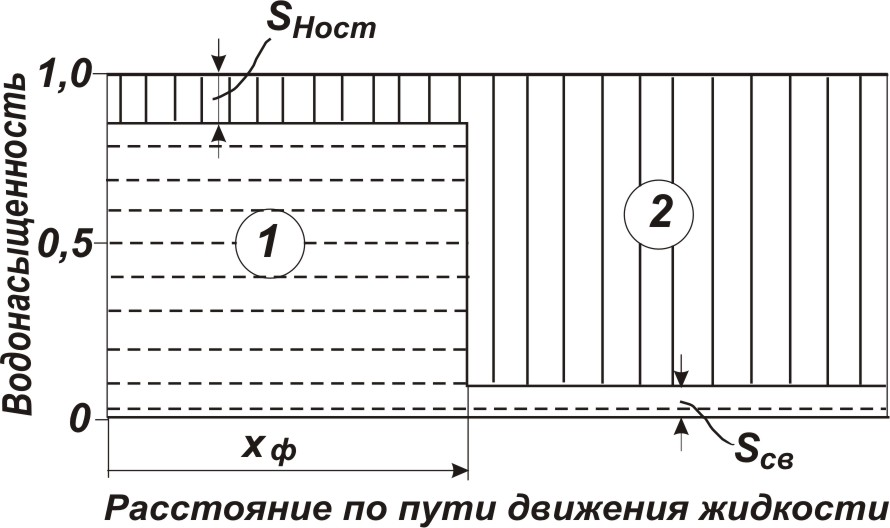 SНост
1,0
Водонасыщенность
0,5
1
2
0
xф
Sсв
Расстояние по пути движения жидкости